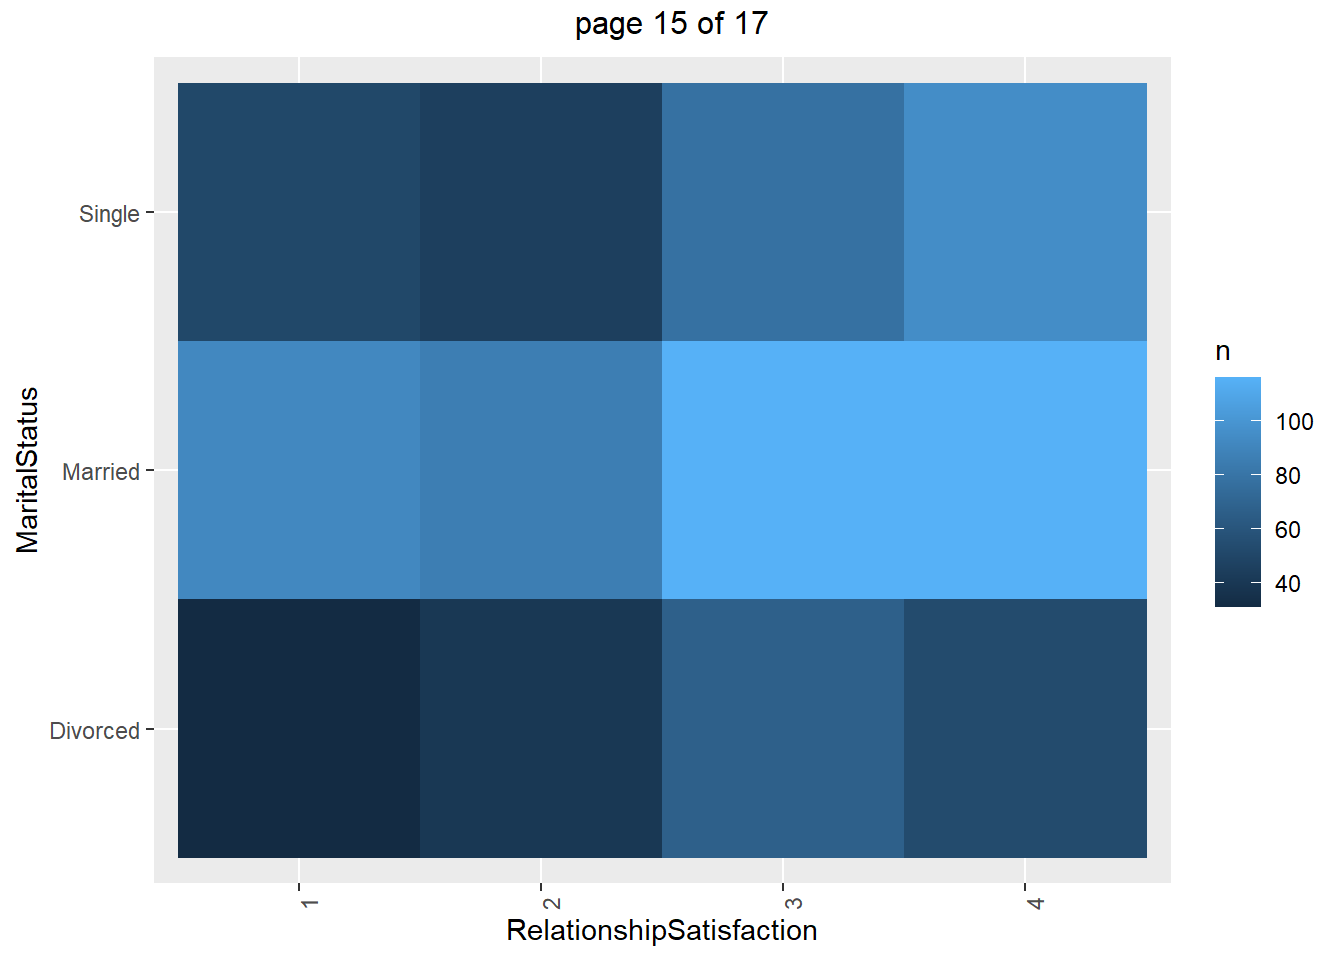 page 15 of 17
Single
Married
Divorced
MaritalStatus
1
2
3
4
RelationshipSatisfaction
n
100
80
60
40